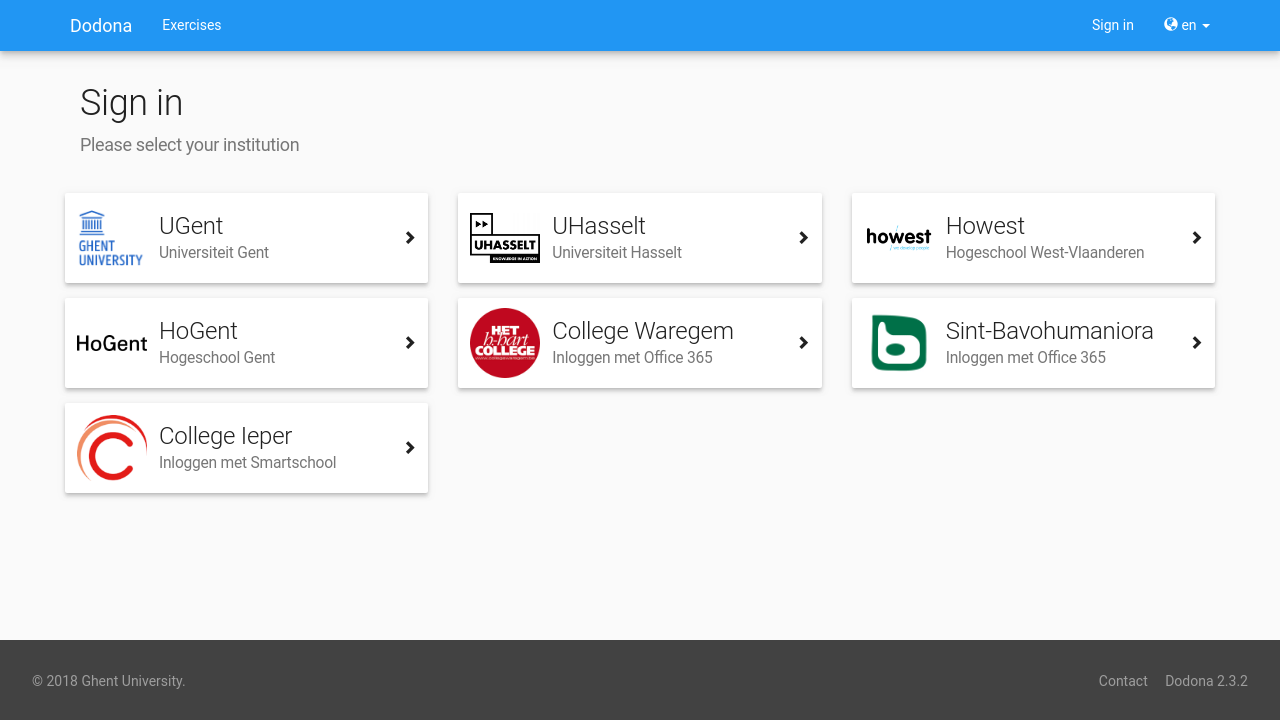 Dodona Exercises Sign in en
Sign in
Please select your institution
GHENT UNIVERSITY
UGent
Universiteit Gent
UHASSELT
KNOWLEDGE IN ACTION
UHasselt
Universiteit Hasselt
howest
Howest
Hogeschool West-Vlaanderen
HoGent
HoGent
Hogeschool Gent
HET
h-hart
COLLEGE
College Waregem
Inloggen met Office 365
Sint-Bavohumaniora
Inloggen met Office 365
College Ieper
Inloggen met Smartschool
© 2018 Ghent University. Contact Dodona 2.3.2